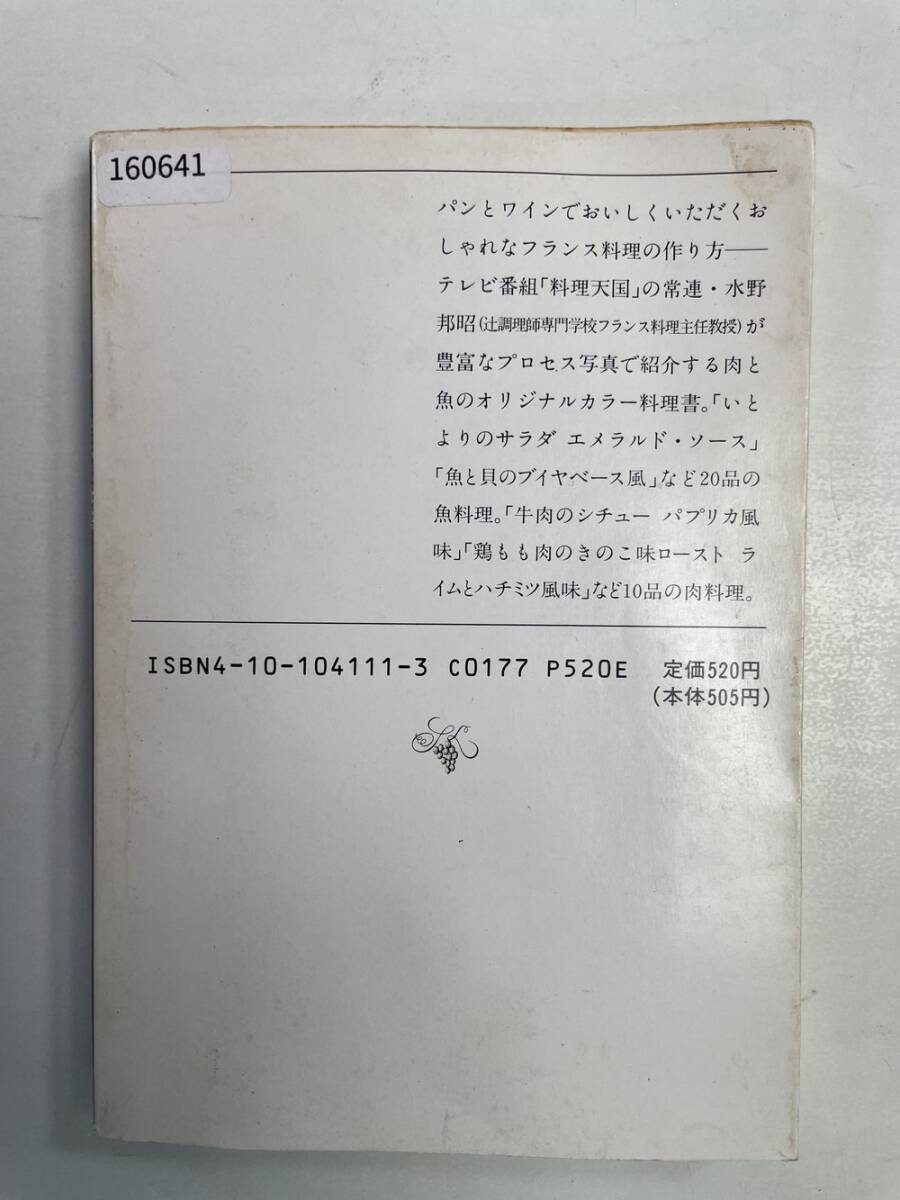 160641
パンとワインでおいしくいただくお
しゃれなフランス料理の作り方──
テレビ番組「料理天国」の常連・水野
邦昭(辻調理師専門学校フランス料理主任教授)が
豊富なプロセス写真で紹介する肉と
魚のオリジナルカラー料理書。「いと
よりのサラダ エメラルド・ソース」
「魚と貝のブイヤベース風」など20品の
魚料理。「牛肉のシチュー パプリカ風
味」「鶏もも肉のきのこ味ロースト ラ
イムとハチミツ風味」など10品の肉料理。
ISBN4-10-104111-3 C0177 P520E 定価520円
(本体505円)
SK